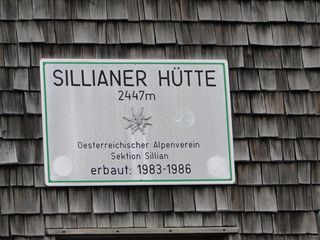 SILLIANER HÜTTE
2447m
Oesterreichischer Alpenverein
Sektion Sillian
erbaut: 1983-1986